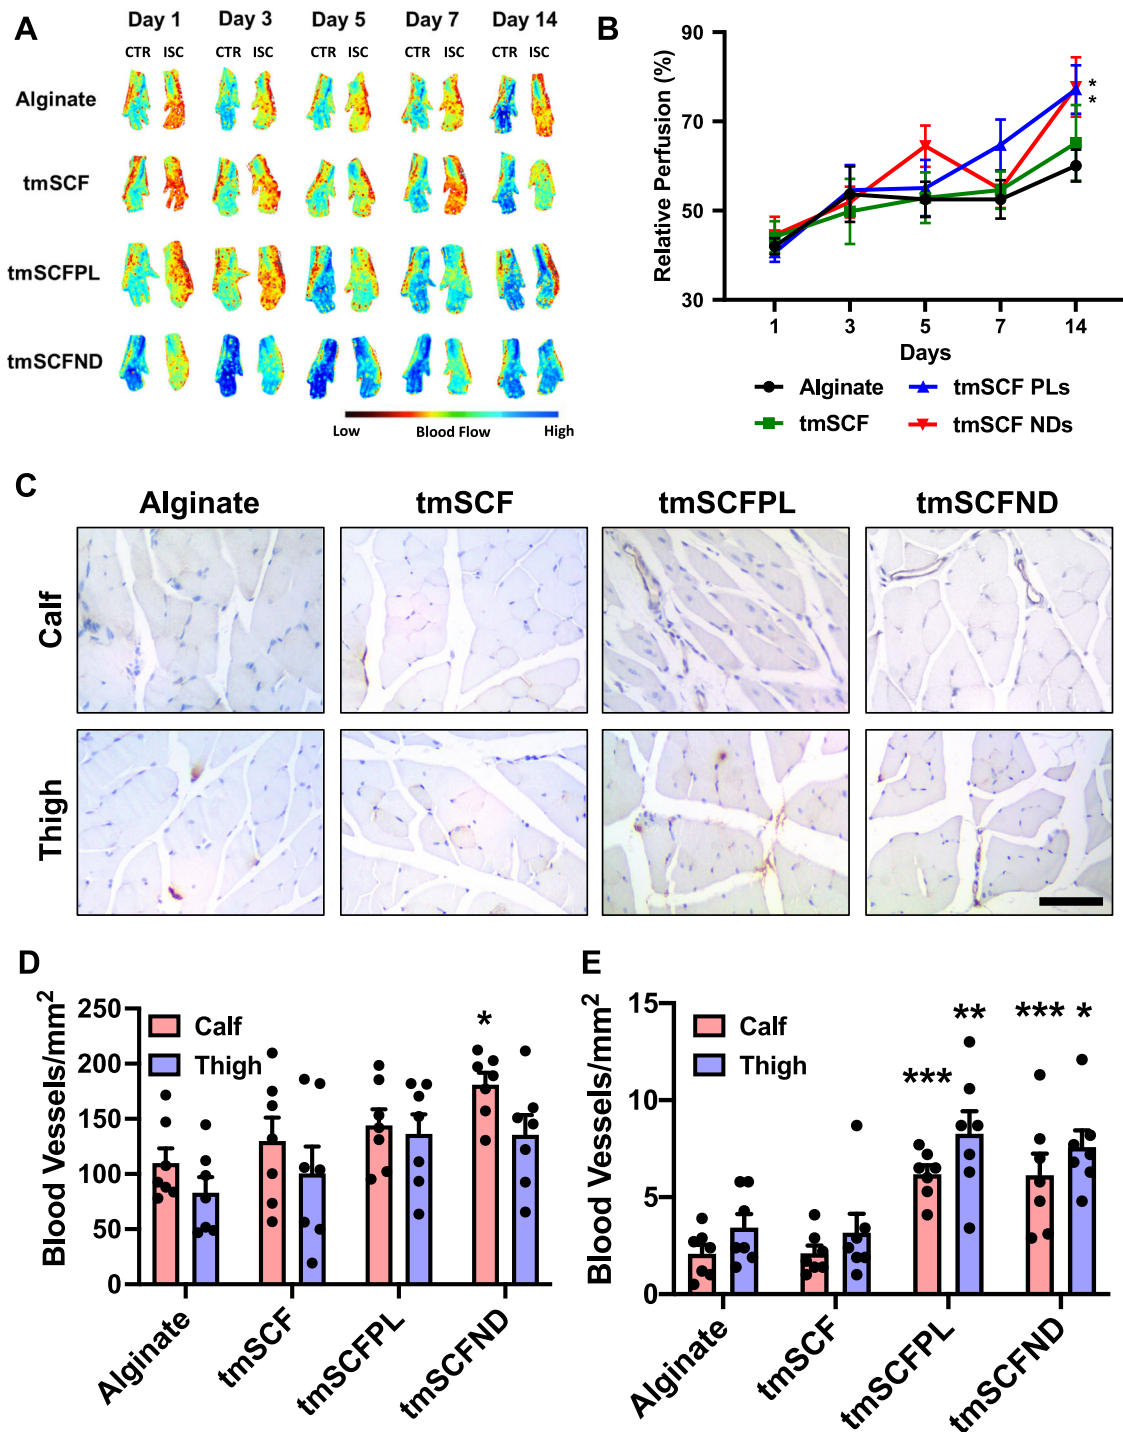 A
Day 1 Day 3 Day 5 Day 7 Day 14
CTR ISC CTR ISC CTR ISC CTR ISC CTR ISC
Alginate
tmSCF
tmSCFPL
tmSCFND
Low Blood Flow High
B
Relative Perfusion (%)
90
70
50
30
1 3 5 7 14
Days
* *
Alginate tmSCF PLs
tmSCF tmSCF NDs
C
Alginate tmSCF tmSCFPL tmSCFND
Calf
Thigh
D
Blood Vessels/mm²
250
200
150
100
50
0
Calf
Thigh
*
Alginate tmSCF tmSCFPL tmSCFND
E
Blood Vessels/mm²
15
10
5
0
Calf
Thigh
*** ** *** *
Alginate tmSCF tmSCFPL tmSCFND